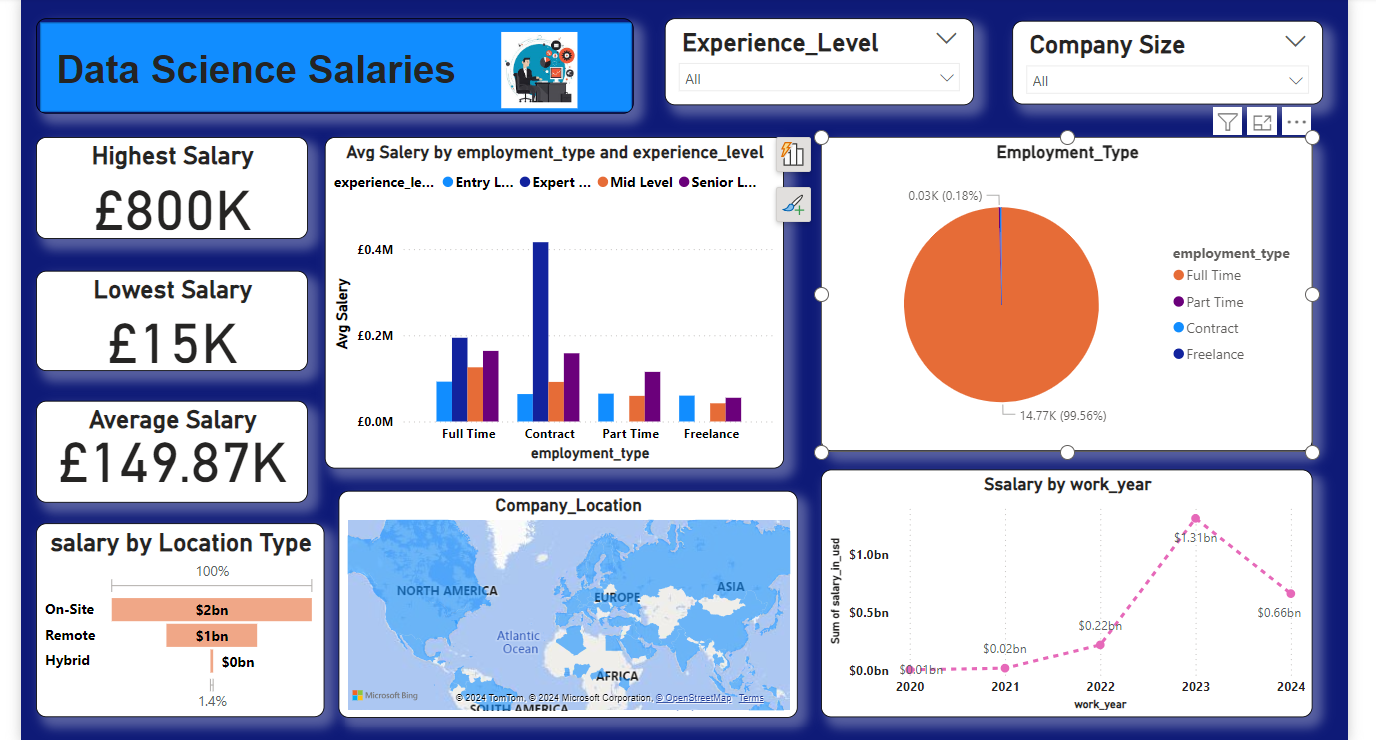 Data Science Salaries
Experience_Level
All
Company Size
All
Highest Salary
£800K
Lowest Salary
£15K
Average Salary
£149.87K
salary by Location Type
100%
On-Site $2bn
Remote $1bn
Hybrid $0bn
1.4%
Avg Salery by employment_type and experience_level
experience_le... Entry L... Expert ... Mid Level Senior L...
Avg Salery
£0.4M
£0.2M
£0.0M
Full Time Contract Part Time Freelance
employment_type
Company_Location
NORTH AMERICA
EUROPE
ASIA
Atlantic
Ocean
AFRICA
Microsoft Bing
© 2024 TomTom, © 2024 Microsoft Corporation, © OpenStreetMap Terms
SOUTH AMERICA
Employment_Type
0.03K (0.18%)
14.77K (99.56%)
employment_type
Full Time
Part Time
Contract
Freelance
Ssalary by work_year
Sum of salary_in_usd
$1.0bn
$0.5bn
$0.0bn
$0.01bn
$0.02bn
$0.22bn
$1.31bn
$0.66bn
2020 2021 2022 2023 2024
work_year